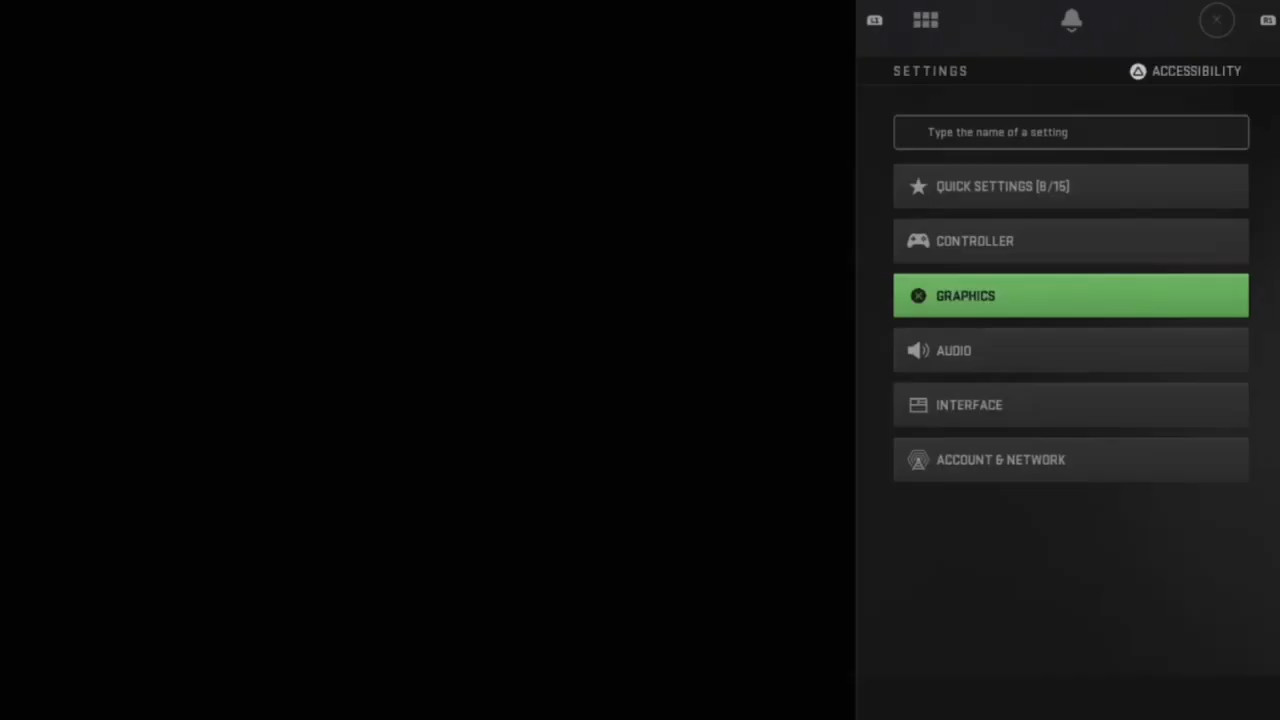 SETTINGS
ACCESSIBILITY
Type the name of a setting
QUICK SETTINGS [8/15]
CONTROLLER
GRAPHICS
AUDIO
INTERFACE
ACCOUNT & NETWORK